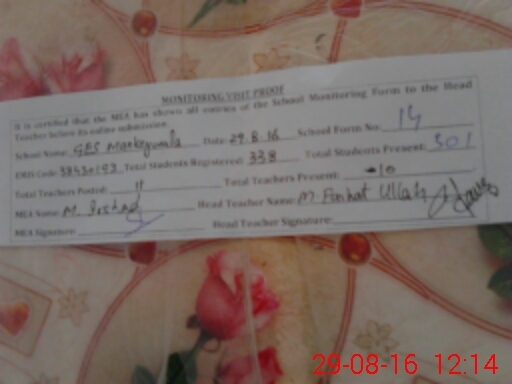 MONITORING VISIT PROOF
It is certified that the MEA has shown all entries of the School Monitoring Form to the Head
Teacher before its online submission.
School Name: GES Date: 29.8.16 School Form No: 14
EMIS Code: Total Students Registered: 338 Total Students Present: 301
Total Teachers Posted: 11 Total Teachers Present: 10
MEA Name: M. Irshad Head Teacher Name: M. Farhat Ullah
MEA Signature: Head Teacher Signature:
29-08-16 12:14